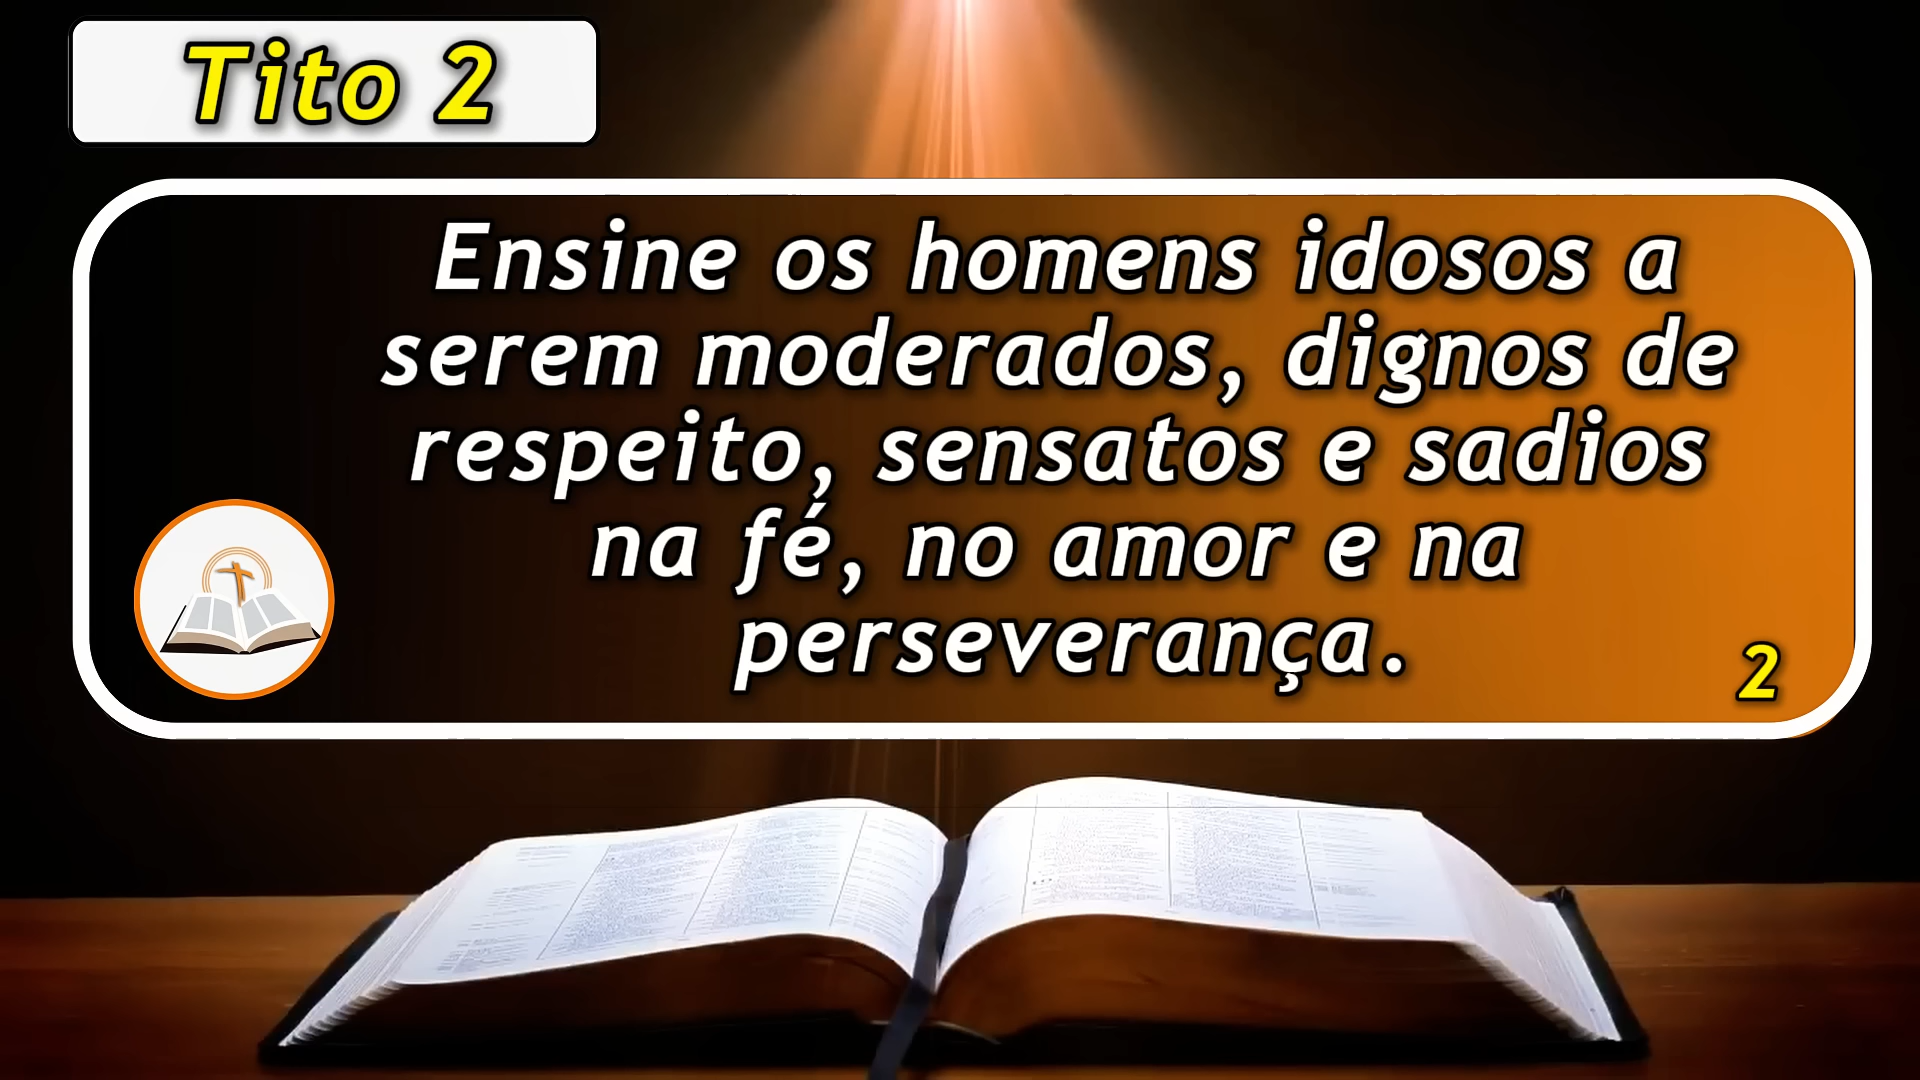 Tito 2
Ensine os homens idosos a
serem moderados, dignos de
respeito, sensatos e sadios
na fé, no amor e na
perseverança.
2